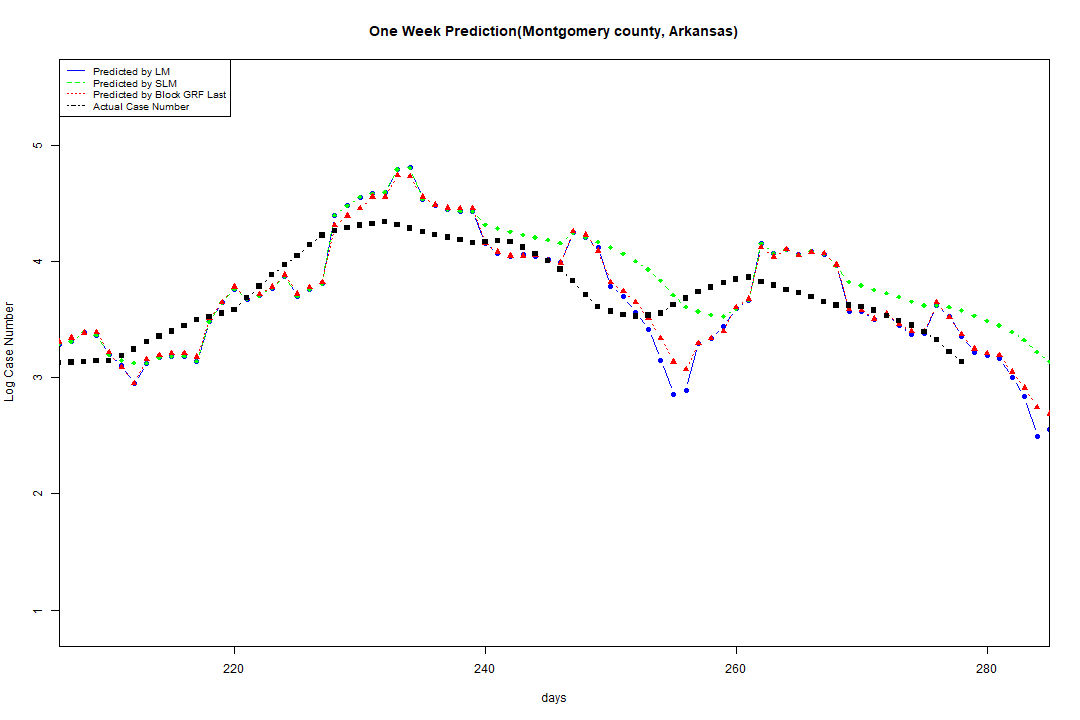 One Week Prediction(Montgomery county, Arkansas)
Predicted by LM
Predicted by SLM
Predicted by Block GRF Last
Actual Case Number
5
4
3
2
1
Log Case Number
220 240 260 280
days